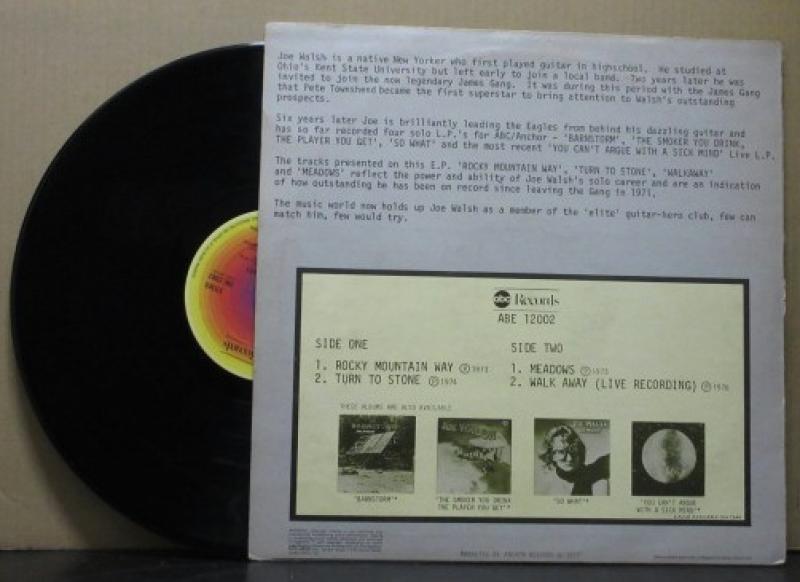 Joe Walsh is a native New Yorker who first played guitar in highschool. He studied at
Ohio's Kent State University but left early to join a local band. Two years later he was
invited to join the now legendary James Gang. It was during this period with the James Gang
that Pete Townshend became the first superstar to bring attention to Walsh's outstanding
prospects.
Six years later Joe is brilliantly leading the Eagles from behind his dazzling guitar and
has so far recorded four solo L.P.'s for ABC/Anchor - 'BARNSTORM', 'THE SMOKER YOU DRINK,
THE PLAYER YOU GET', 'SO WHAT' and the most recent 'YOU CAN'T ARGUE WITH A SICK MIND' Live L.P.
The tracks presented on this E.P. 'ROCKY MOUNTAIN WAY', 'TURN TO STONE', 'WALKAWAY'
and 'MEADOWS' reflect the power and ability of Joe Walsh's solo career and are an indication
of how outstanding he has been on record since leaving the Gang in 1971.
The music world now holds up Joe Walsh as a member of the 'elite' guitar-hero club, few can
match him, few would try.
abc Records
ABE 12002
SIDE ONE
1. ROCKY MOUNTAIN WAY Ⓟ 1973
2. TURN TO STONE Ⓟ 1974
SIDE TWO
1. MEADOWS Ⓟ 1973
2. WALK AWAY (LIVE RECORDING) Ⓟ 1976
THESE ALBUMS ARE ALSO AVAILABLE
'BARNSTORM'*
'THE SMOKER YOU DRINK
THE PLAYER YOU GET'*
'SO WHAT'*
'YOU CAN'T ARGUE
WITH A SICK MIND'*